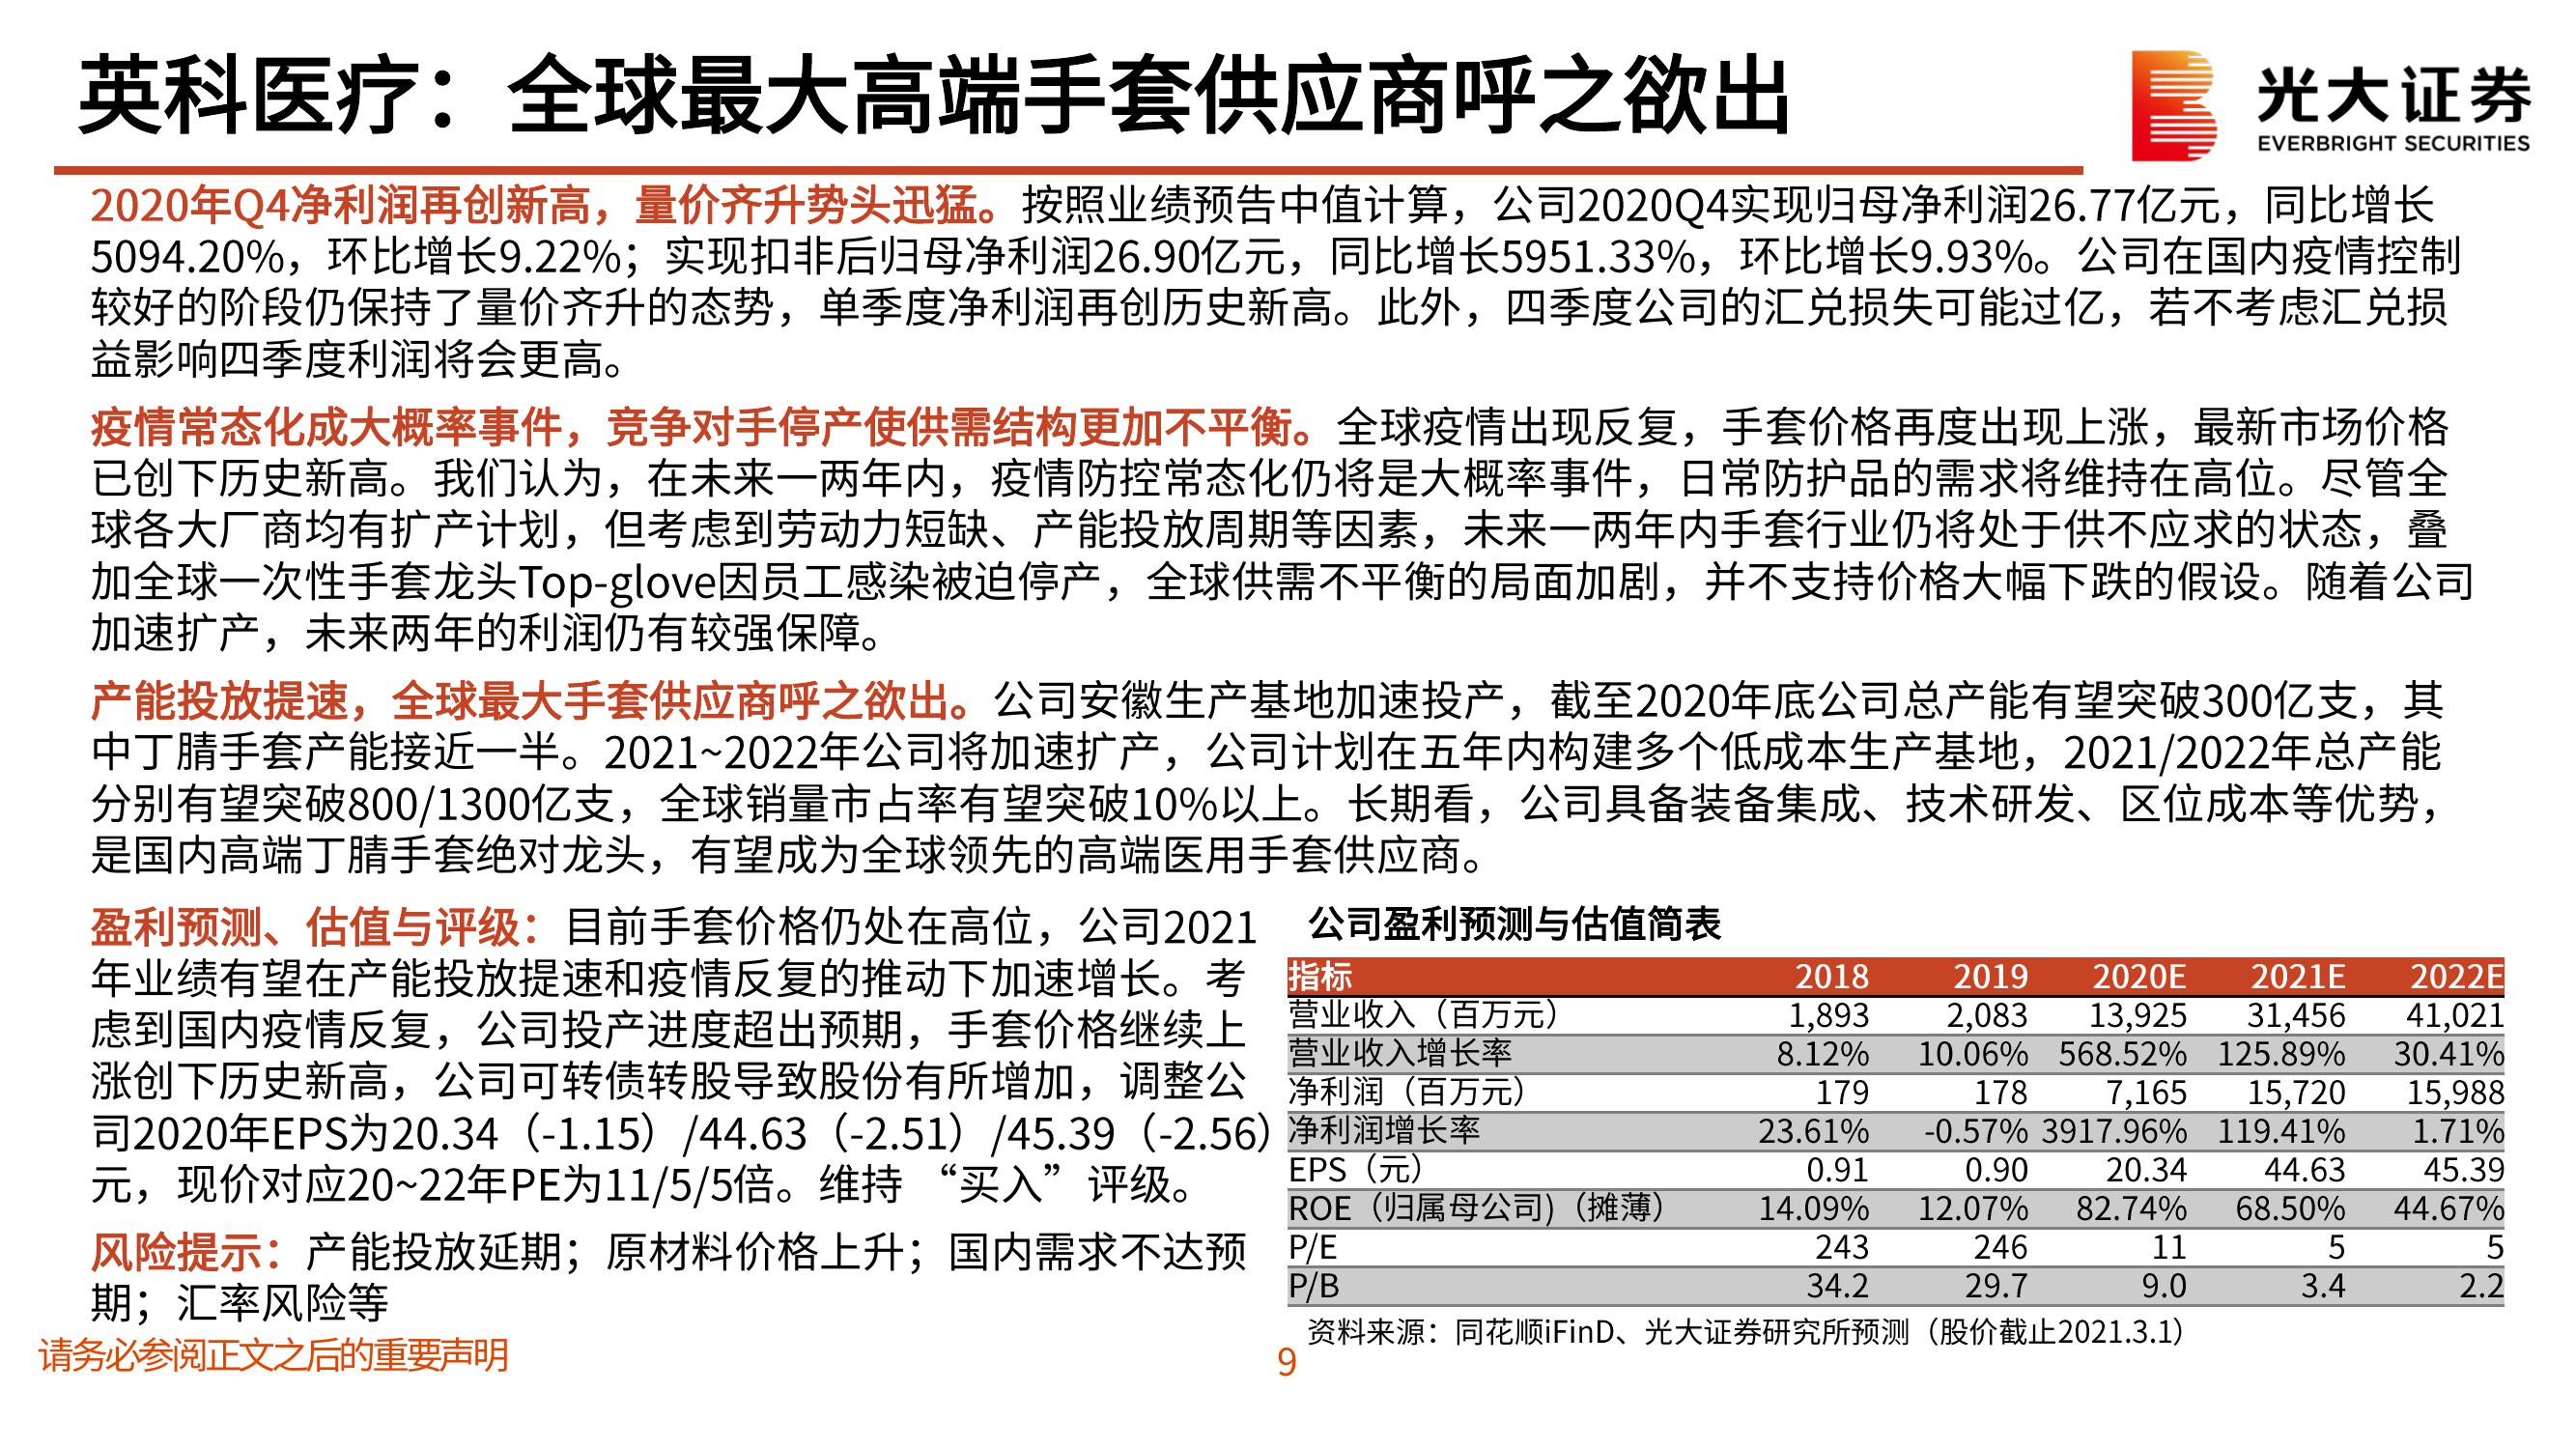 英科医疗：全球最大高端手套供应商呼之欲出
光大证券
EVERBRIGHT SECURITIES
2020年Q4净利润再创新高，量价齐升势头迅猛。按照业绩预告中值计算，公司2020Q4实现归母净利润26.77亿元，同比增长
5094.20%，环比增长9.22%；实现扣非后归母净利润26.90亿元，同比增长5951.33%，环比增长9.93%。公司在国内疫情控制
较好的阶段仍保持了量价齐升的态势，单季度净利润再创历史新高。此外，四季度公司的汇兑损失可能过亿，若不考虑汇兑损
益影响四季度利润将会更高。
疫情常态化成大概率事件，竞争对手停产使供需结构更加不平衡。全球疫情出现反复，手套价格再度出现上涨，最新市场价格
已创下历史新高。我们认为，在未来一两年内，疫情防控常态化仍将是大概率事件，日常防护品的需求将维持在高位。尽管全
球各大厂商均有扩产计划，但考虑到劳动力短缺、产能投放周期等因素，未来一两年内手套行业仍将处于供不应求的状态，叠
加全球一次性手套龙头Top-glove因员工感染被迫停产，全球供需不平衡的局面加剧，并不支持价格大幅下跌的假设。随着公司
加速扩产，未来两年的利润仍有较强保障。
产能投放提速，全球最大手套供应商呼之欲出。公司安徽生产基地加速投产，截至2020年底公司总产能有望突破300亿支，其
中丁腈手套产能接近一半。2021~2022年公司将加速扩产，公司计划在五年内构建多个低成本生产基地，2021/2022年总产能
分别有望突破800/1300亿支，全球销量市占率有望突破10%以上。长期看，公司具备装备集成、技术研发、区位成本等优势，
是国内高端丁腈手套绝对龙头，有望成为全球领先的高端医用手套供应商。
盈利预测、估值与评级：目前手套价格仍处在高位，公司2021
年业绩有望在产能投放提速和疫情反复的推动下加速增长。考
虑到国内疫情反复，公司投产进度超出预期，手套价格继续上
涨创下历史新高，公司可转债转股导致股份有所增加，调整公
司2020年EPS为20.34（-1.15）/44.63（-2.51）/45.39（-2.56）
元，现价对应20~22年PE为11/5/5倍。维持 “买入”评级。
风险提示：产能投放延期；原材料价格上升；国内需求不达预
期；汇率风险等
公司盈利预测与估值简表
指标 2018 2019 2020E 2021E 2022E
营业收入（百万元） 1,893 2,083 13,925 31,456 41,021
营业收入增长率 8.12% 10.06% 568.52% 125.89% 30.41%
净利润（百万元） 179 178 7,165 15,720 15,988
净利润增长率 23.61% -0.57% 3917.96% 119.41% 1.71%
EPS（元） 0.91 0.90 20.34 44.63 45.39
ROE（归属母公司)（摊薄） 14.09% 12.07% 82.74% 68.50% 44.67%
P/E 243 246 11 5 5
P/B 34.2 29.7 9.0 3.4 2.2
资料来源：同花顺iFinD、光大证券研究所预测（股价截止2021.3.1）
请务必参阅正文之后的重要声明
9